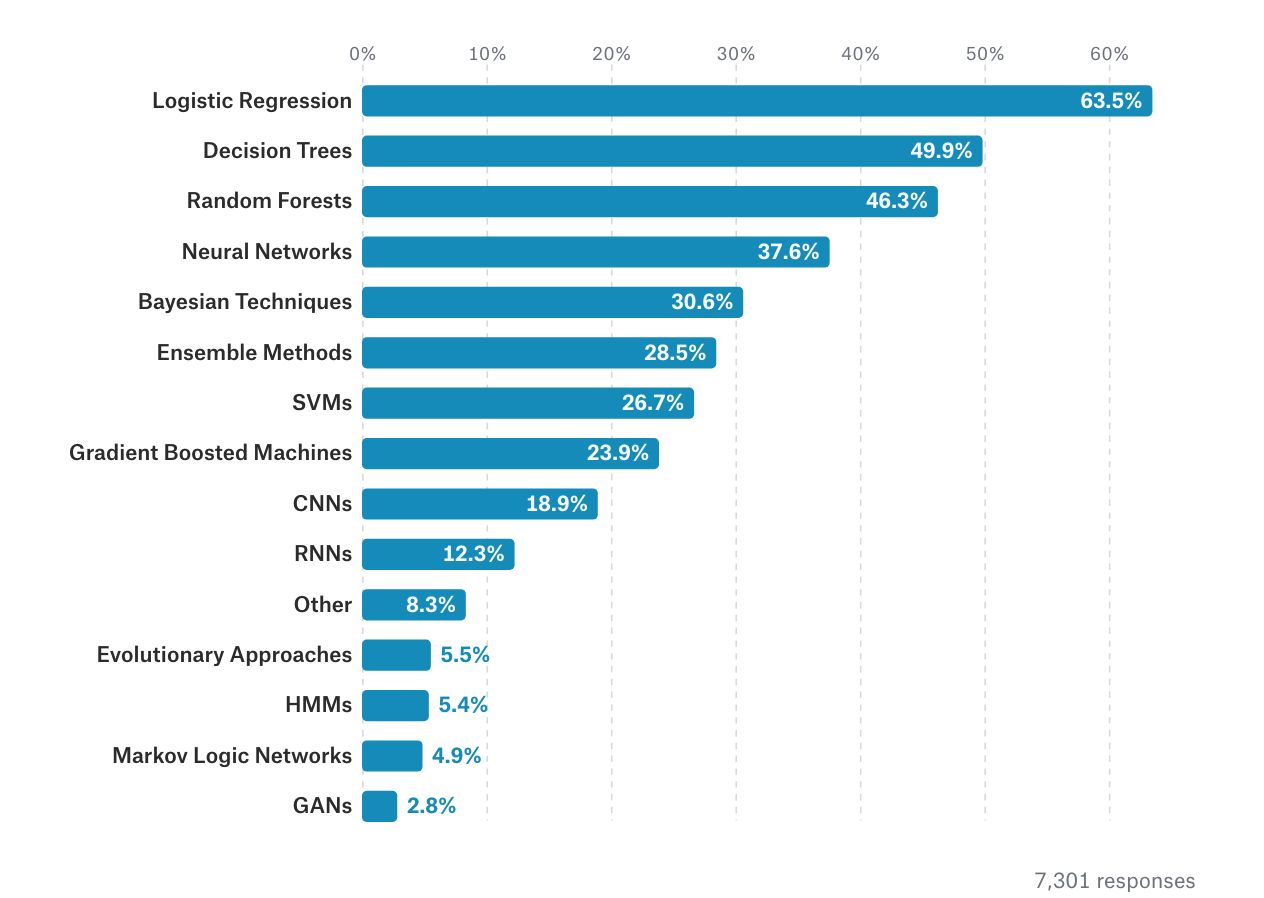 0% 10% 20% 30% 40% 50% 60%
Logistic Regression 63.5%
Decision Trees 49.9%
Random Forests 46.3%
Neural Networks 37.6%
Bayesian Techniques 30.6%
Ensemble Methods 28.5%
SVMs 26.7%
Gradient Boosted Machines 23.9%
CNNs 18.9%
RNNs 12.3%
Other 8.3%
Evolutionary Approaches 5.5%
HMMs 5.4%
Markov Logic Networks 4.9%
GANs 2.8%
7,301 responses